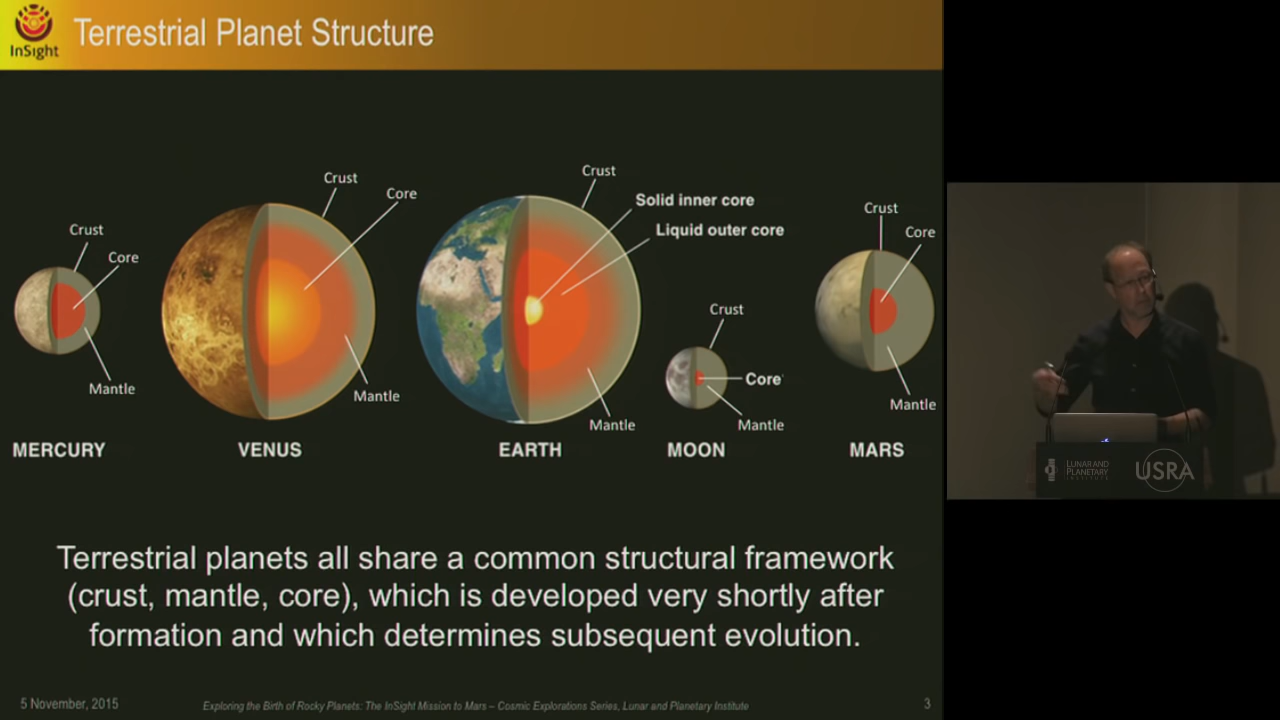 InSight
Terrestrial Planet Structure
Crust
Core
Mantle
MERCURY
Crust
Core
Mantle
VENUS
Crust
Solid inner core
Liquid outer core
Mantle
EARTH
Crust
Core
Mantle
MOON
Crust
Core
Mantle
MARS
Terrestrial planets all share a common structural framework
(crust, mantle, core), which is developed very shortly after
formation and which determines subsequent evolution.
5 November, 2015
Exploring the Birth of Rocky Planets: The InSight Mission to Mars – Cosmic Explorations Series, Lunar and Planetary Institute
3
LUNAR AND
PLANETARY
INSTITUTE
USRA